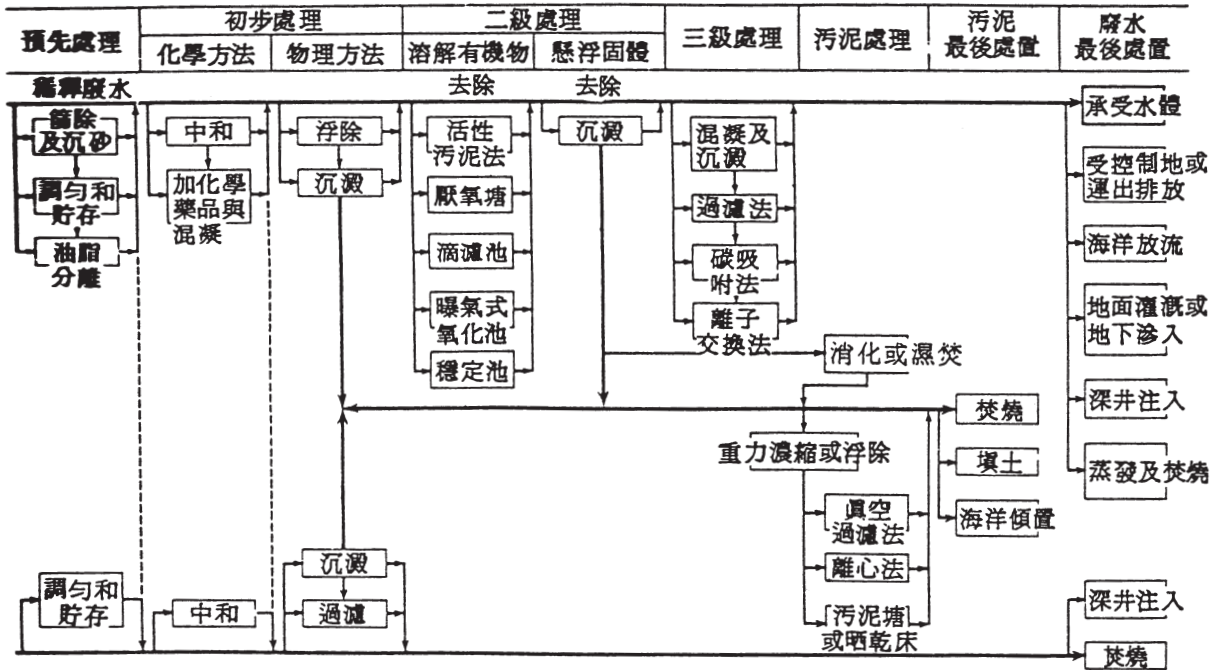 預先處理
初步處理
化學方法
物理方法
二級處理
溶解有機物
懸浮固體
三級處理
汚泥處理
汚泥
最後處置
廢水
最後處置
稀釋廢水
去除
去除
篩除
及沉砂
調勻和
貯存
油脂
分離
中和
加化學
藥品與
混凝
浮除
沉澱
活性
汚泥法
厭氧塘
滴濾池
曝氣式
氧化池
穩定池
沉澱
混凝及
沉澱
過濾法
碳吸
咐法
離子
交換法
消化或濕焚
重力濃縮或浮除
眞空
過濾法
離心法
汚泥塘
或晒乾床
焚燒
塡土
海洋傾置
承受水體
受控制地或
運出排放
海洋放流
地面灌漑或
地下滲入
深井注入
蒸發及焚燒
調勻和
貯存
中和
沉澱
過濾
深井注入
焚燒